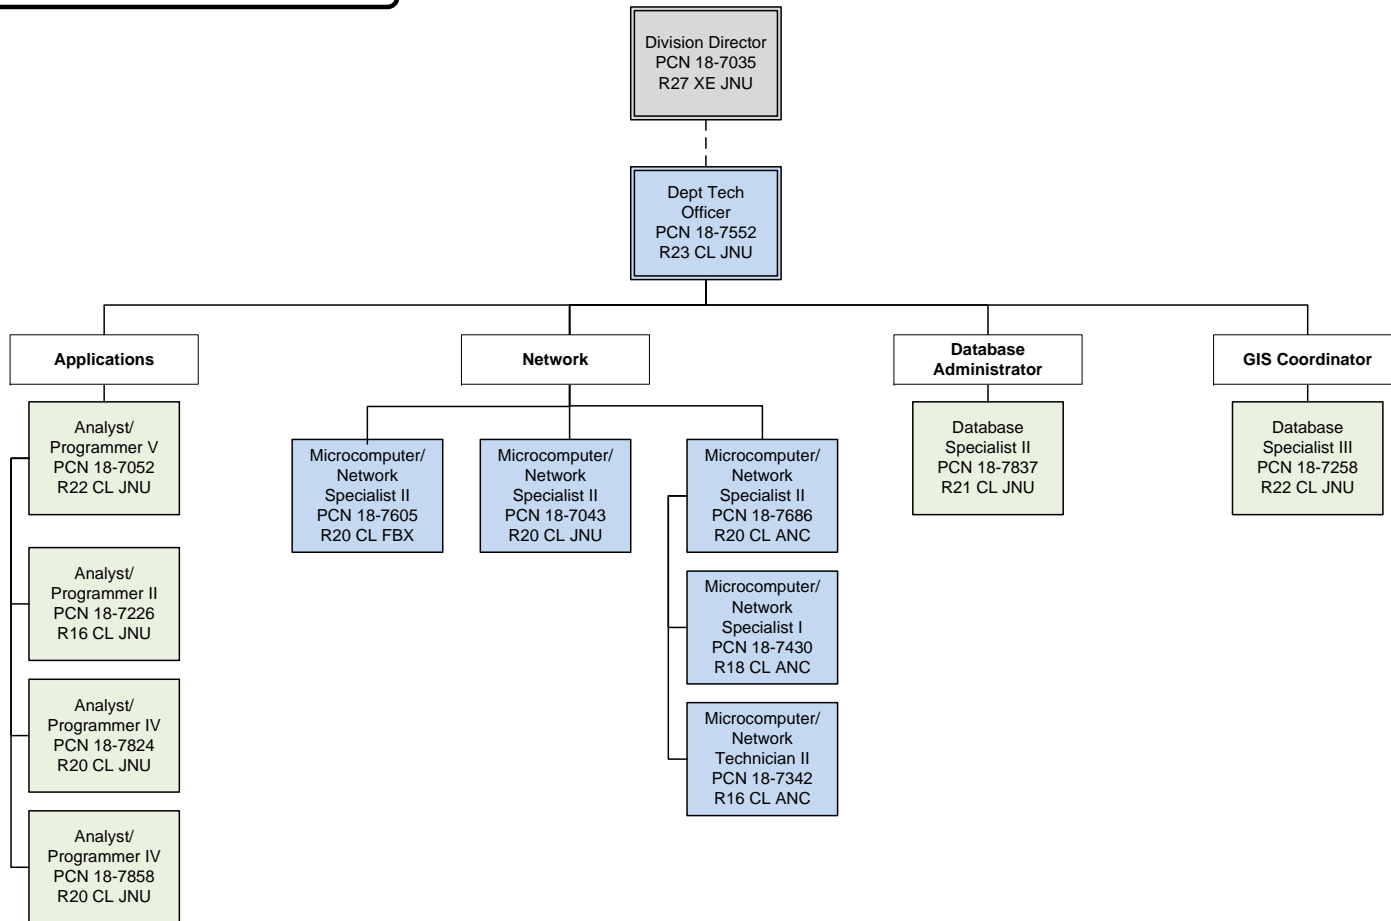 Division Director
PCN 18-7035
R27 XE JNU
Dept Tech
Officer
PCN 18-7552
R23 CL JNU
Applications
Network
Database
Administrator
GIS Coordinator
Analyst/
Programmer V
PCN 18-7052
R22 CL JNU
Analyst/
Programmer II
PCN 18-7226
R16 CL JNU
Analyst/
Programmer IV
PCN 18-7824
R20 CL JNU
Analyst/
Programmer IV
PCN 18-7858
R20 CL JNU
Microcomputer/
Network
Specialist II
PCN 18-7605
R20 CL FBX
Microcomputer/
Network
Specialist II
PCN 18-7043
R20 CL JNU
Microcomputer/
Network
Specialist II
PCN 18-7686
R20 CL ANC
Microcomputer/
Network
Specialist I
PCN 18-7430
R18 CL ANC
Microcomputer/
Network
Technician II
PCN 18-7342
R16 CL ANC
Database
Specialist II
PCN 18-7837
R21 CL JNU
Database
Specialist III
PCN 18-7258
R22 CL JNU